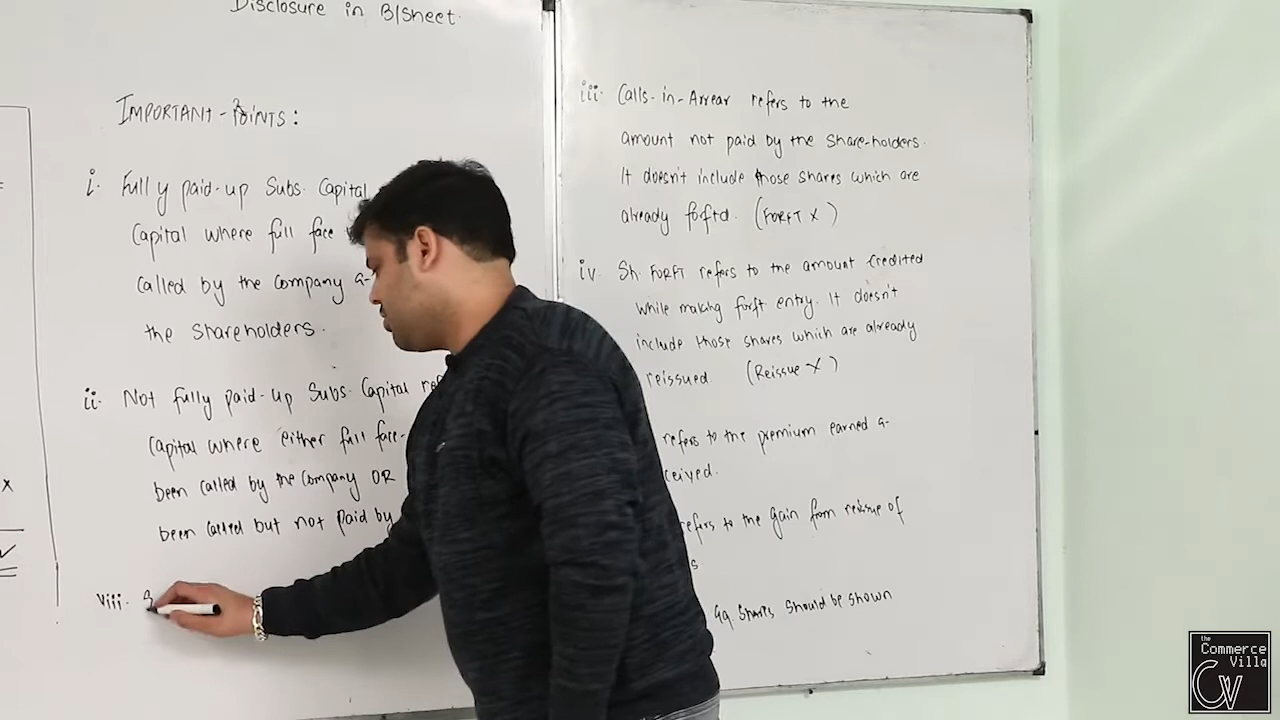 Disclosure in B/Sheet.
IMPORTANT-POINTS:
i. Fully paid-up Subs. Capital
Capital where full face
called by the company a-
the shareholders.
ii. Not fully paid-up Subs. Capital ref
Capital where either full face-
been called by the company OR
been called but not paid by
viii.
x
iii. Calls-in-Arrear refers to the
amount not paid by the share-holders.
It doesn't include those shares which are
already forftd. (FORFT X)
iv. Sh. FORFT refers to the amount credited
while making forft entry. It doesn't
include those shares which are already
reissued. (Reissue X)
refers to the premium earned a-
ceived.
refers to the gain from reissue of
s
shares should be shown
the
Commerce
Villa
CV